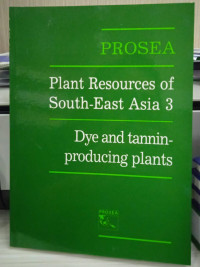 PROSEA
Plant Resources of
South-East Asia 3
Dye and tannin-
producing plants
PROSEA